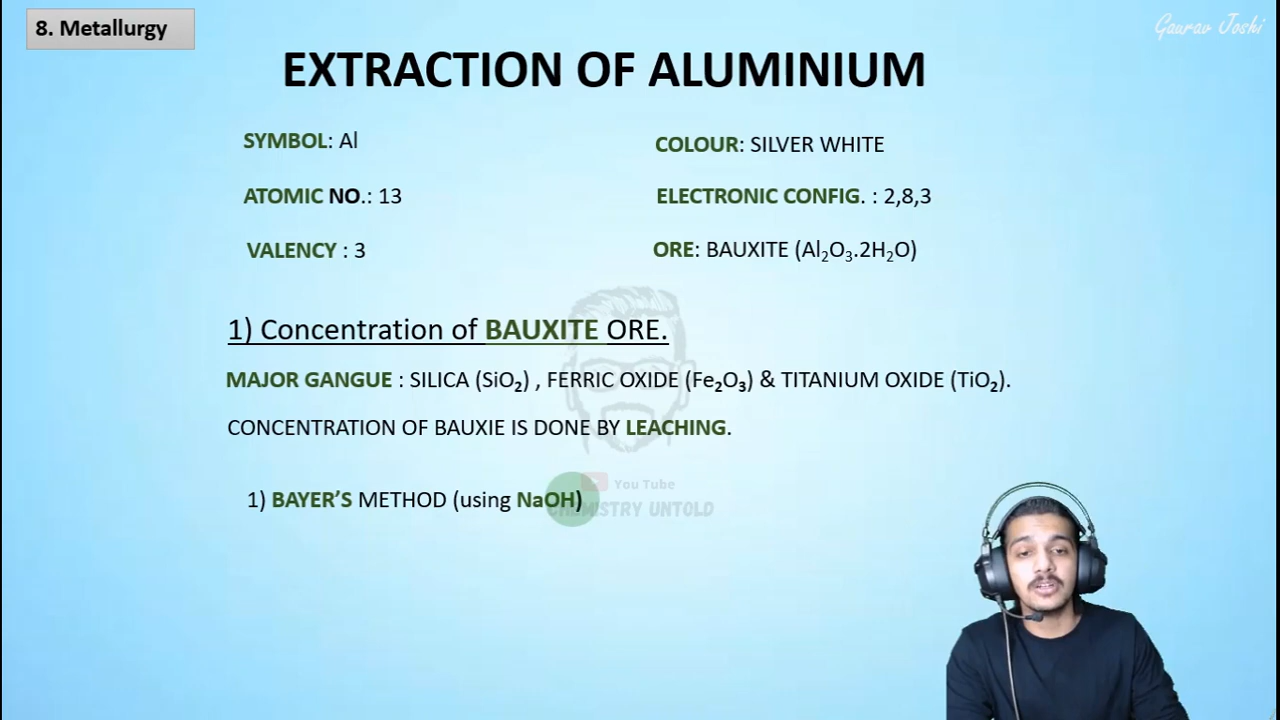 8. Metallurgy
Gaurav Joshi
EXTRACTION OF ALUMINIUM
SYMBOL: Al
COLOUR: SILVER WHITE
ATOMIC NO.: 13
ELECTRONIC CONFIG. : 2,8,3
VALENCY : 3
ORE: BAUXITE (Al₂O₃.2H₂O)
1) Concentration of BAUXITE ORE.
MAJOR GANGUE : SILICA (SiO₂) , FERRIC OXIDE (Fe₂O₃) & TITANIUM OXIDE (TiO₂).
CONCENTRATION OF BAUXIE IS DONE BY LEACHING.
You Tube
1) BAYER'S METHOD (using NaOH)
CHEMISTRY UNTOLD